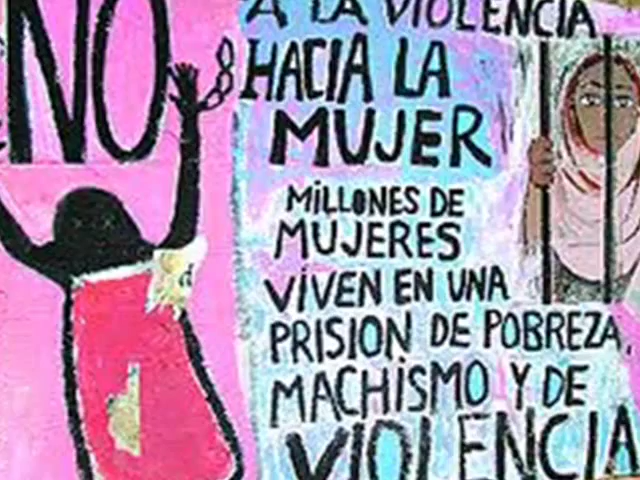 NO
A LA VIOLENCIA
HACIA LA
MUJER
MILLONES DE
MUJERES
VIVEN EN UNA
PRISION DE POBREZA,
MACHISMO Y DE
VIOLENCIA